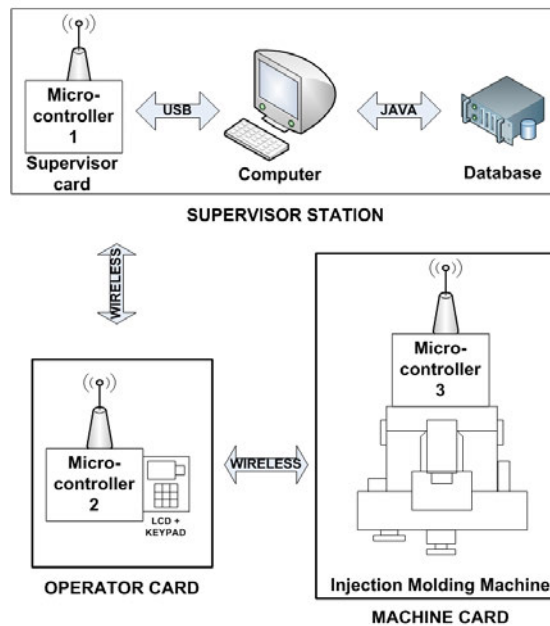 Micro-
controller
1
Supervisor
card
USB
Computer
JAVA
Database
SUPERVISOR STATION
WIRELESS
Micro-
controller
2
LCD +
KEYPAD
OPERATOR CARD
WIRELESS
Micro-
controller
3
Injection Molding Machine
MACHINE CARD